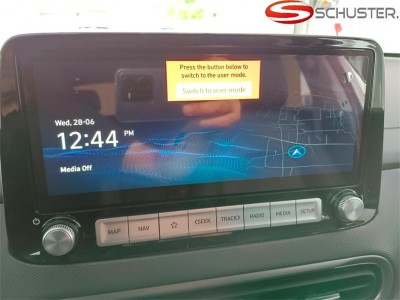 SCHUSTER.
Press the button below to
switch to the user mode.
Switch to user mode
Wed, 28-06
12:44 PM
Media Off
MAP NAV ☆ <SEEK TRACK> RADIO MEDIA SETUP